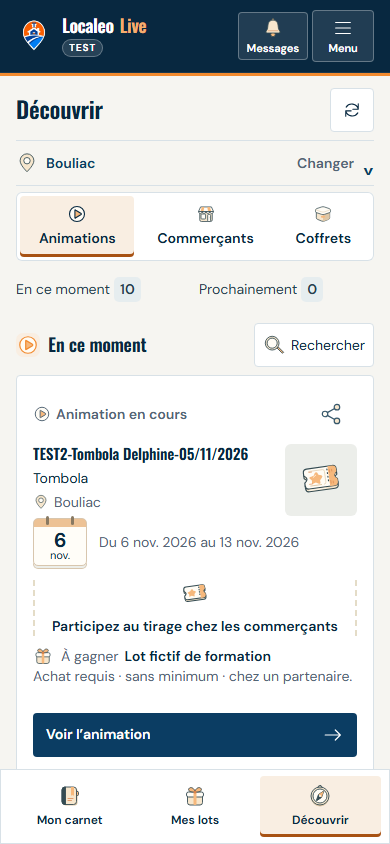 Localeo Live
TEST
Messages
Menu
Découvrir
Bouliac
Changer
v
Animations
Commerçants
Coffrets
En ce moment 10
Prochainement 0
En ce moment
Rechercher
Animation en cours
TEST2-Tombola Delphine-05/11/2026
Tombola
Bouliac
6
nov.
Du 6 nov. 2026 au 13 nov. 2026
Participez au tirage chez les commerçants
À gagner Lot fictif de formation
Achat requis · sans minimum · chez un partenaire.
Voir l’animation
Mon carnet
Mes lots
Découvrir